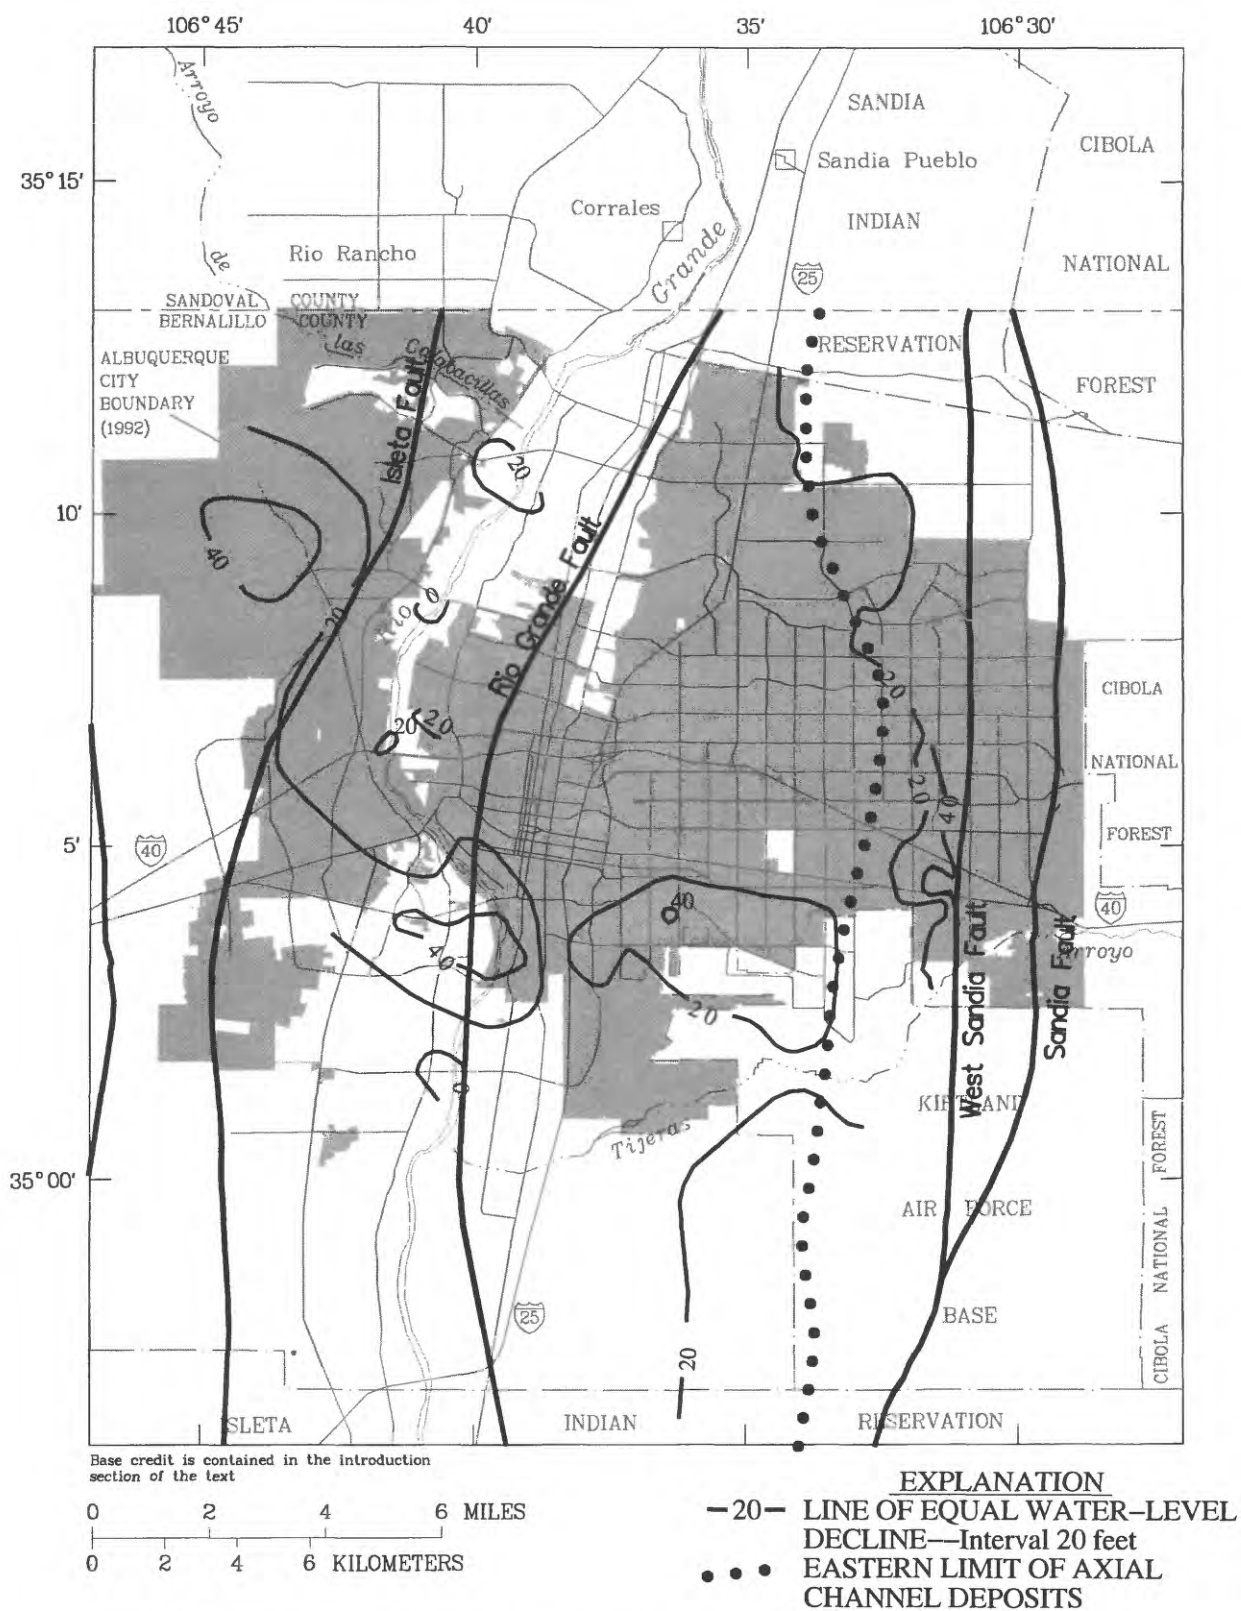 106°45′ 40′ 35′ 106°30′
Arroyo
SANDIA
CIBOLA
35°15′
Sandia Pueblo
Corrales
INDIAN
Grande
de
Rio Rancho
NATIONAL
25
SANDOVAL COUNTY
BERNALILLO COUNTY
las
Calabacillas
RESERVATION
ALBUQUERQUE
CITY
BOUNDARY
(1992)
FOREST
Isleta Fault
20
10′
40
Rio Grande Fault
0
Rio
20
CIBOLA
20
20
20
NATIONAL
20
40
5′
40
FOREST
40
40
40
Arroyo
20
West Sandia Fault
Sandia Fault
0
KIRTLAND
Tijeras
35°00′
AIR FORCE
25
BASE
20
CIBOLA NATIONAL FOREST
ISLETA INDIAN RESERVATION
Base credit is contained in the introduction
section of the text
0 2 4 6 MILES
0 2 4 6 KILOMETERS
EXPLANATION
—20— LINE OF EQUAL WATER–LEVEL
DECLINE––Interval 20 feet
• • • EASTERN LIMIT OF AXIAL
CHANNEL DEPOSITS